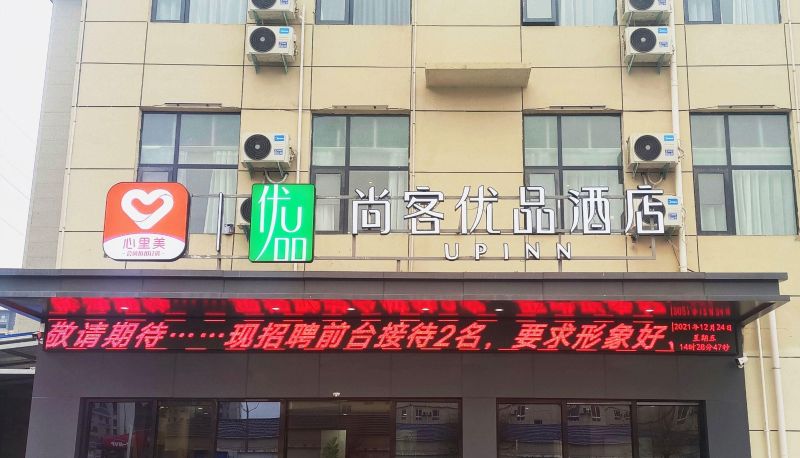 心里美
优品
尚客优品酒店
UPINN
敬请期待……现招聘前台接待2名，要求形象好
2021年12月24日
星期五
14时28分47秒